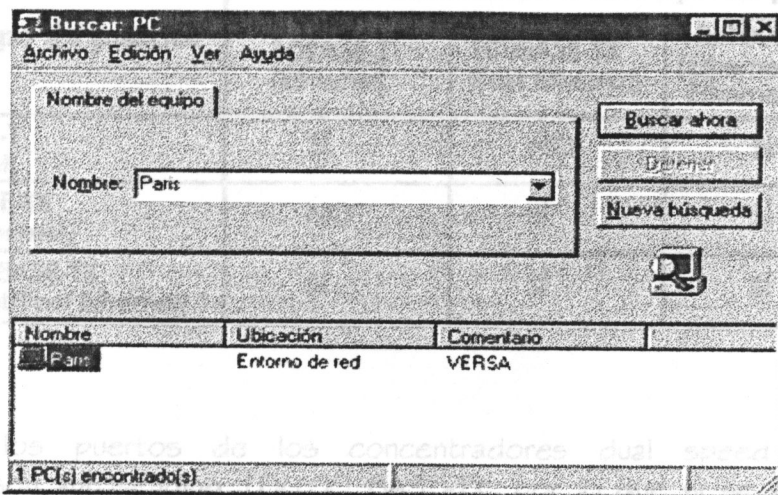 Buscar: PC
Archivo Edición Ver Ayuda
Nombre del equipo
Buscar ahora
Detener
Nombre: Paris
Nueva búsqueda
Nombre Ubicación Comentario
Paris Entorno de red VERSA
puertos de los concentradores dual speed
1 PC(s) encontrado(s)